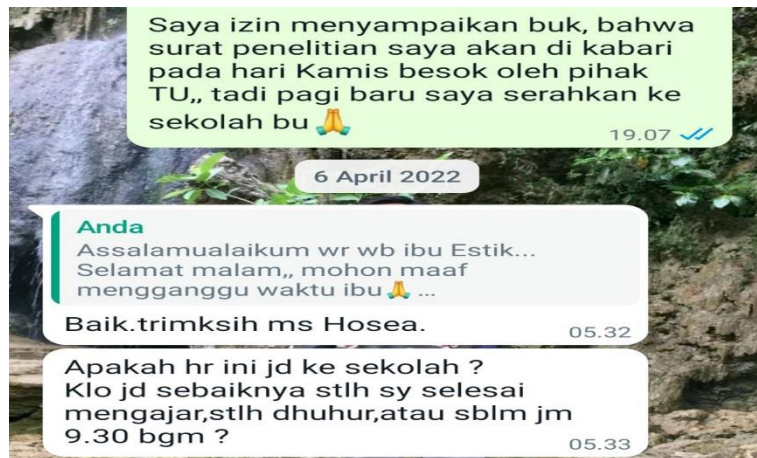 Saya izin menyampaikan buk, bahwa
surat penelitian saya akan di kabari
pada hari Kamis besok oleh pihak
TU,, tadi pagi baru saya serahkan ke
sekolah bu 🙏
19.07
6 April 2022
Anda
Assalamualaikum wr wb ibu Estik...
Selamat malam,, mohon maaf
mengganggu waktu ibu🙏 ...
Baik.trimksih ms Hosea.
05.32
Apakah hr ini jd ke sekolah ?
Klo jd sebaiknya stlh sy selesai
mengajar,stlh dhuhur,atau sblm jm
9.30 bgm ?
05.33